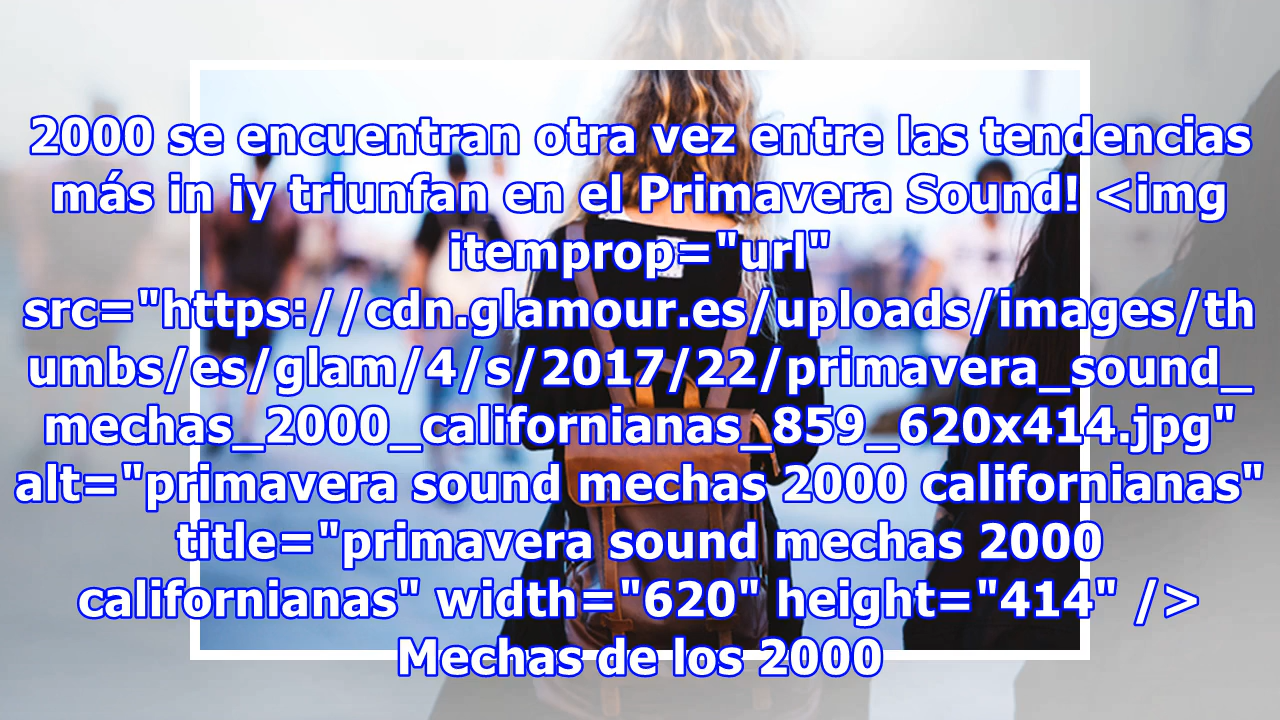 2000 se encuentran otra vez entre las tendencias
más in ¡y triunfan en el Primavera Sound! <img
itemprop="url"
src="https://cdn.glamour.es/uploads/images/th
umbs/es/glam/4/s/2017/22/primavera_sound_
mechas_2000_californianas_859_620x414.jpg"
alt="primavera sound mechas 2000 californianas"
title="primavera sound mechas 2000
californianas" width="620" height="414" />
Mechas de los 2000